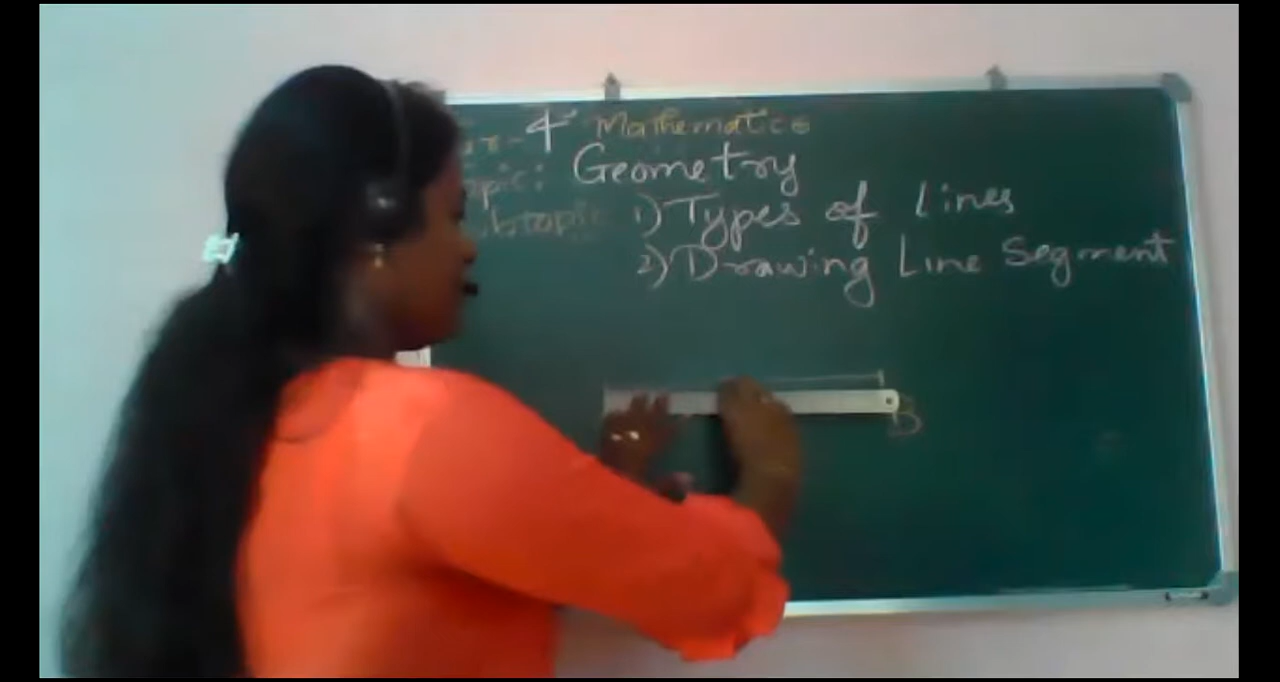 4 Mathematics
Geometry
1) Types of Lines
2) Drawing Line Segment
B